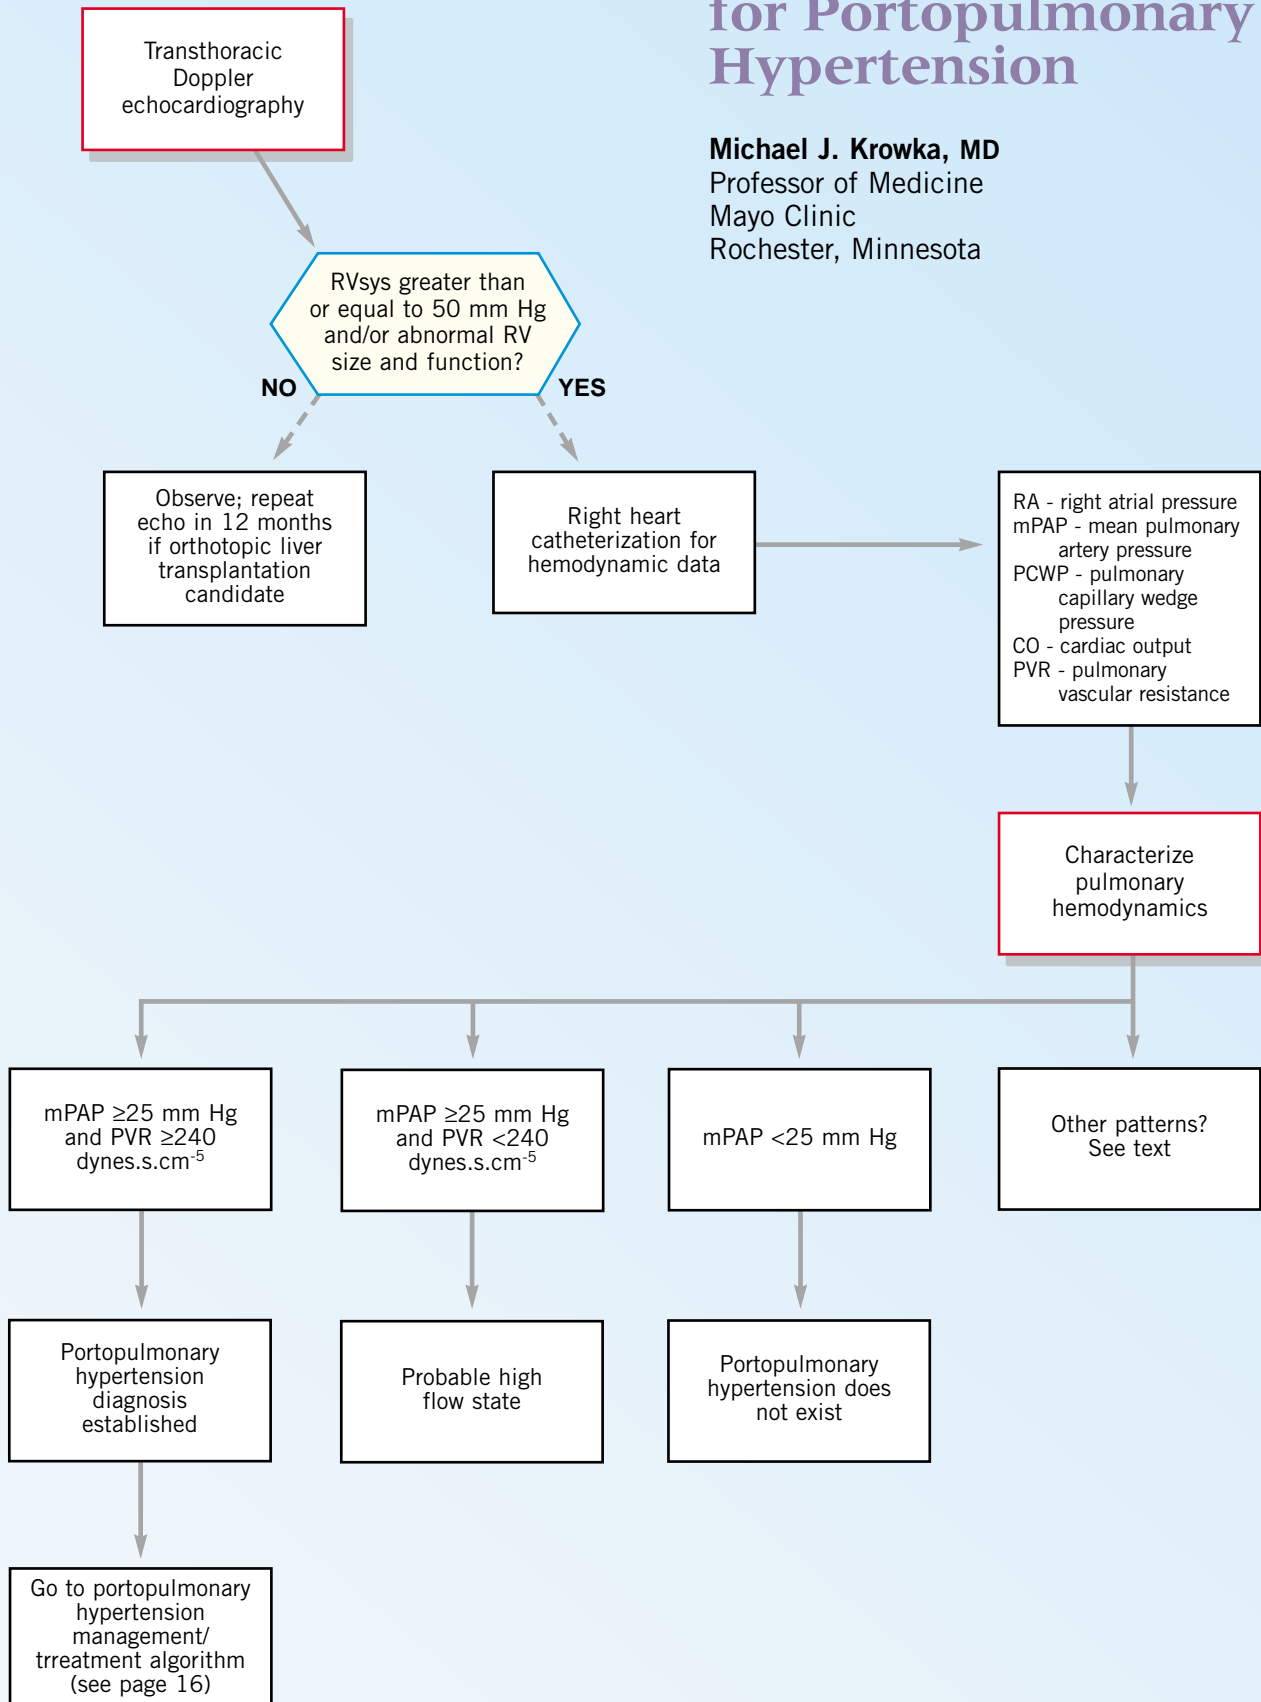 for Portopulmonary
Hypertension
Michael J. Krowka, MD
Professor of Medicine
Mayo Clinic
Rochester, Minnesota
Transthoracic
Doppler
echocardiography
RVsys greater than
or equal to 50 mm Hg
and/or abnormal RV
size and function?
NO
YES
Observe; repeat
echo in 12 months
if orthotopic liver
transplantation
candidate
Right heart
catheterization for
hemodynamic data
RA - right atrial pressure
mPAP - mean pulmonary
artery pressure
PCWP - pulmonary
capillary wedge
pressure
CO - cardiac output
PVR - pulmonary
vascular resistance
Characterize
pulmonary
hemodynamics
mPAP ≥25 mm Hg
and PVR ≥240
dynes.s.cm-5
mPAP ≥25 mm Hg
and PVR <240
dynes.s.cm-5
mPAP <25 mm Hg
Other patterns?
See text
Portopulmonary
hypertension
diagnosis
established
Probable high
flow state
Portopulmonary
hypertension does
not exist
Go to portopulmonary
hypertension
management/
trreatment algorithm
(see page 16)